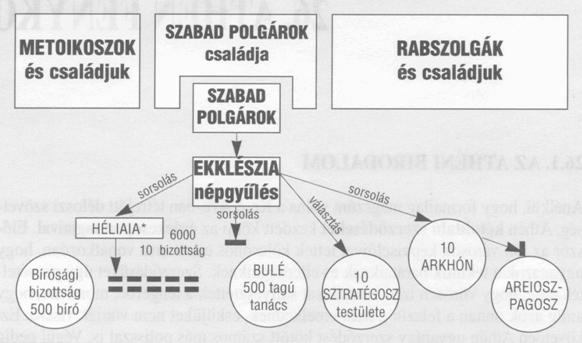 METOIKOSZOK
és családjuk
SZABAD POLGÁROK
családja
RABSZOLGÁK
és családjuk
SZABAD
POLGÁROK
EKKLÉSZIA
népgyűlés
sorsolás
sorsolás
választás
sorsolás
HÉLIAIA* 6000
10 bizottság
Bírósági
bizottság
500 bíró
BULÉ
500 tagú
tanács
10
SZTRATÉGOSZ
testülete
10
ARKHÓN
AREIOSZ-
PAGOSZ